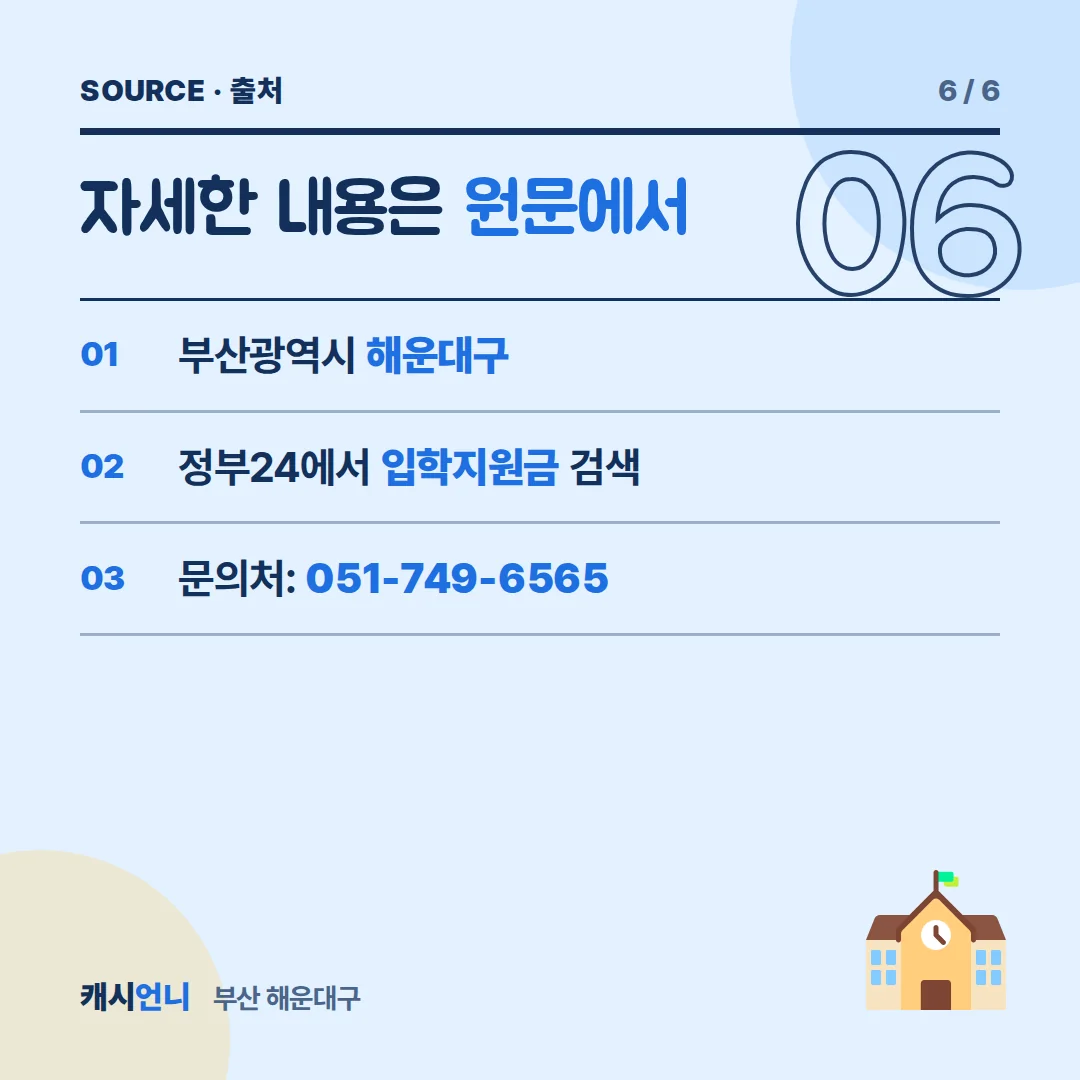 SOURCE · 출처
6 / 6
자세한 내용은 원문에서
06
01 부산광역시 해운대구
02 정부24에서 입학지원금 검색
03 문의처: 051-749-6565
캐시언니 부산 해운대구